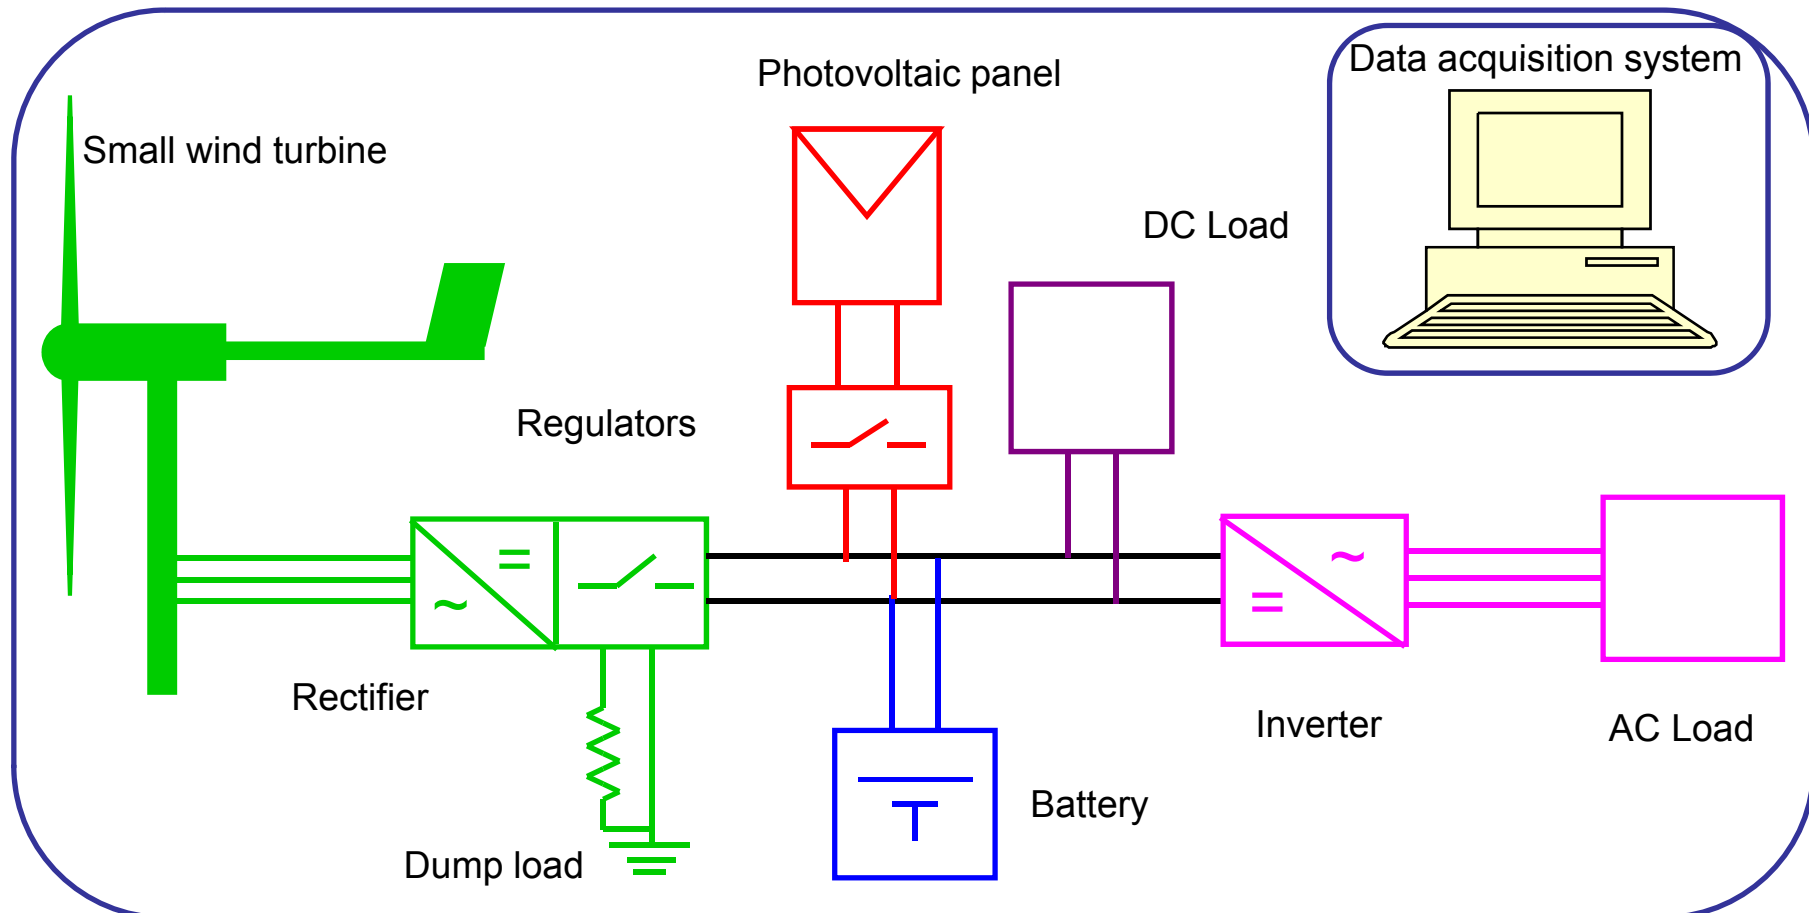 Data acquisition system
Photovoltaic panel
Small wind turbine
DC Load
Regulators
=
~
~
=
Rectifier
Inverter
AC Load
Battery
Dump load